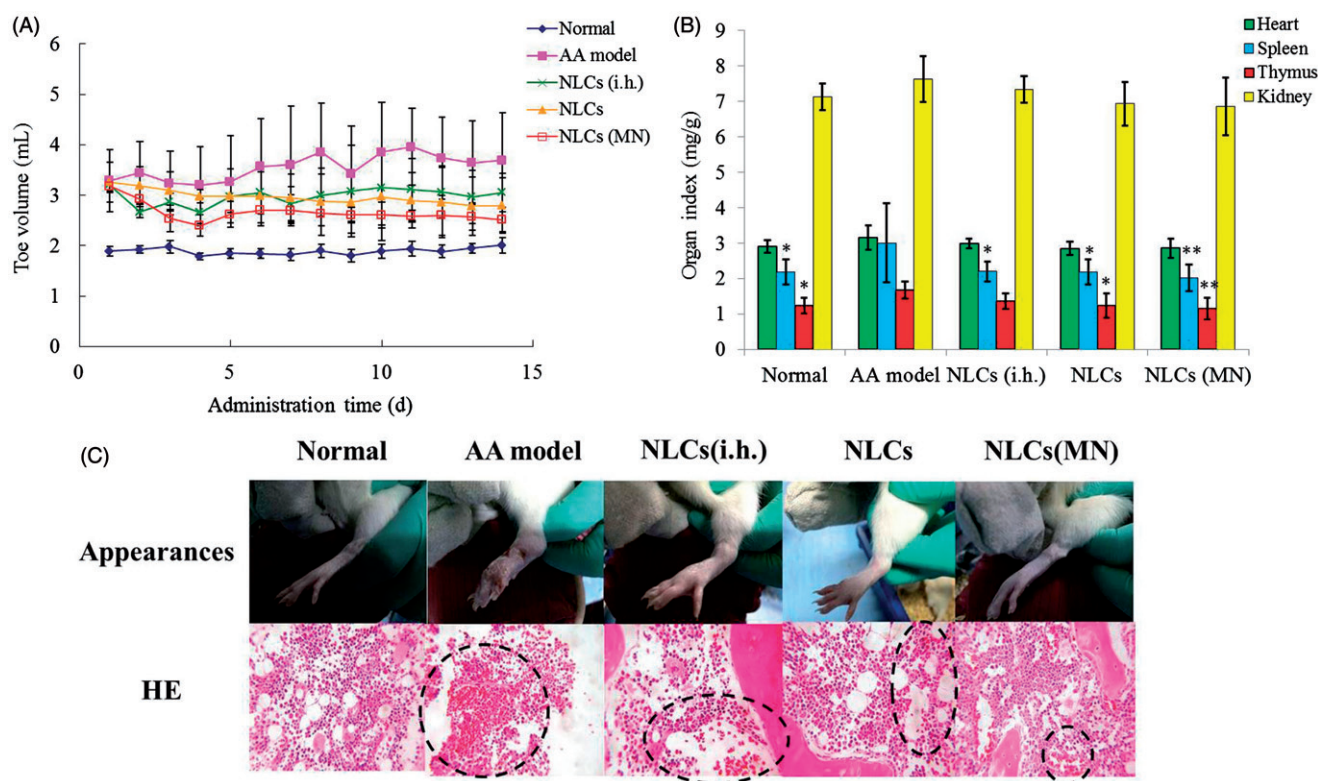 (A)
Normal
AA model
NLCs (i.h.)
NLCs
NLCs (MN)
Toe volume (mL)
6
5
4
3
2
1
0
0
5
10
15
Administration time (d)
(B)
Heart
Spleen
Thymus
Kidney
Organ index (mg/g)
9
8
7
6
5
4
3
2
1
0
* * * * * ** **
Normal AA model NLCs (i.h.) NLCs NLCs (MN)
(C)
Normal AA model NLCs(i.h.) NLCs NLCs(MN)
Appearances
HE